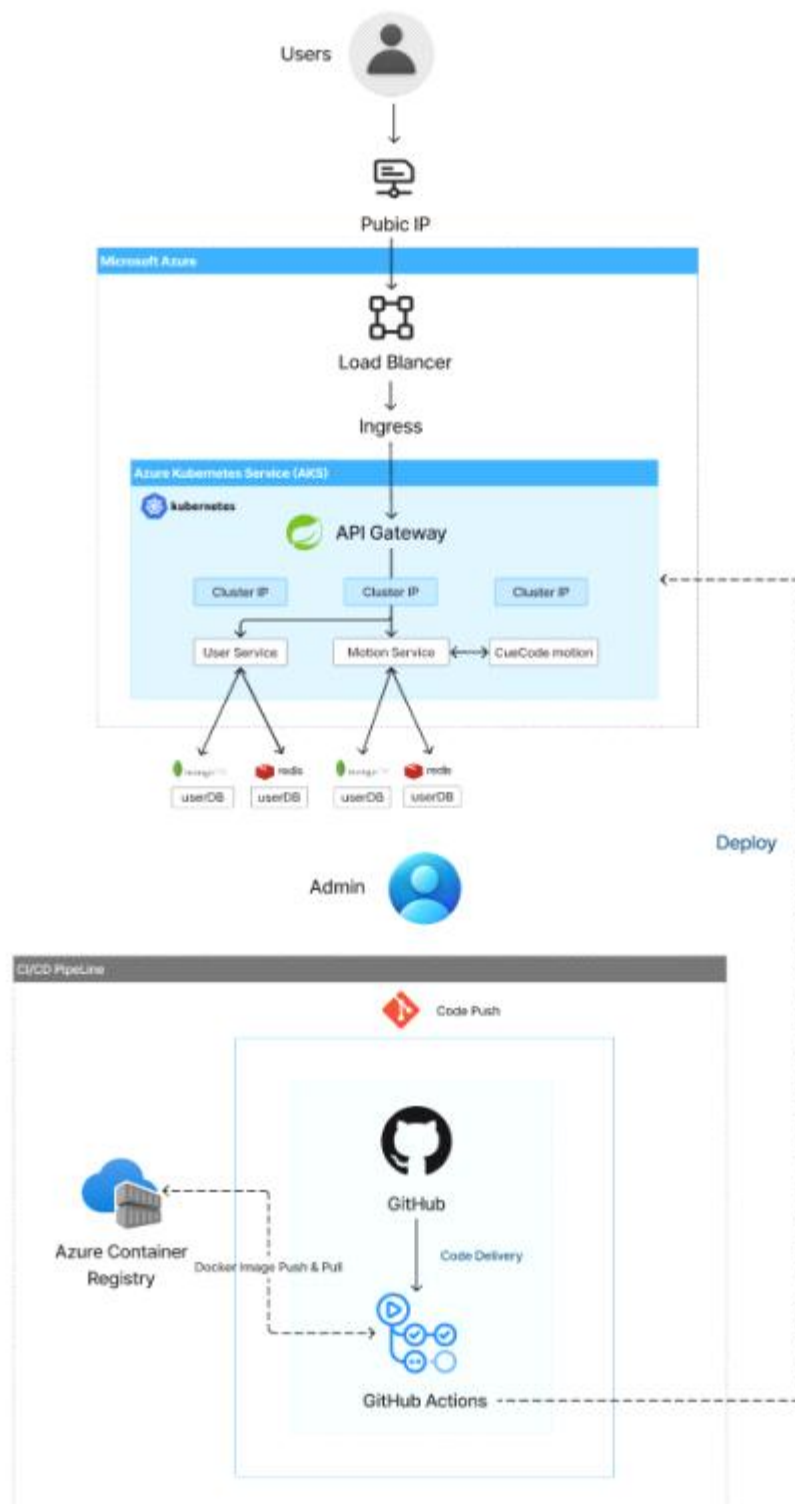 Users
Pubic IP
Microsoft Azure
Load Blancer
Ingress
Azure Kubernetes Service (AKS)
kubernetes
API Gateway
Cluster IP
Cluster IP
Cluster IP
User Service
Motion Service
CueCode motion
redis
redis
userDB
userDB
userDB
userDB
Deploy
Admin
CI/CD PipeLine
Code Push
GitHub
Azure Container
Registry
Code Delivery
Docker Image Push & Pull
GitHub Actions